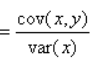 = cov(x,y)
var(x)